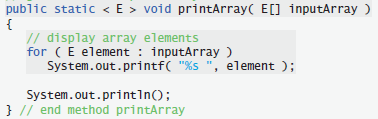 public static < E > void printArray( E[] inputArray )
{
// display array elements
for ( E element : inputArray )
System.out.printf( "%s ", element );
System.out.println();
} // end method printArray